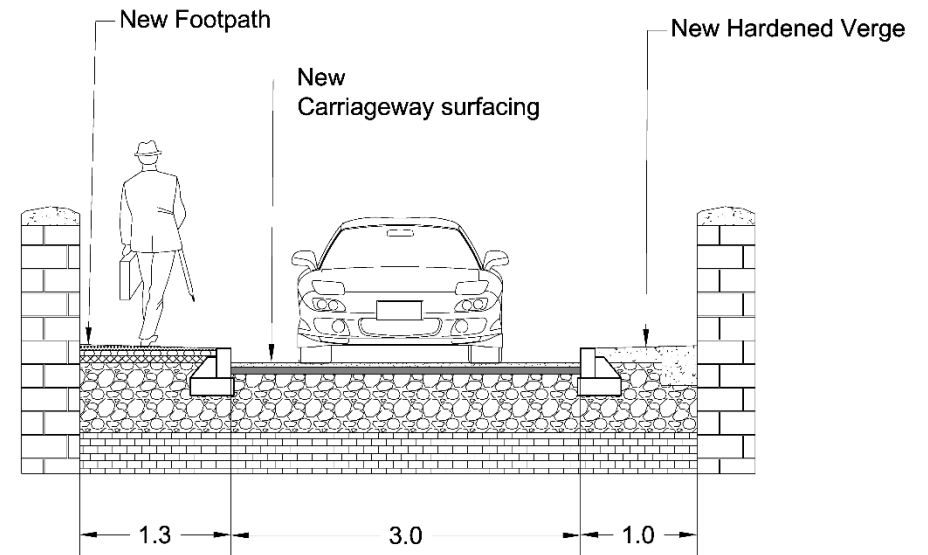 New Footpath
New Hardened Verge
New
Carriageway surfacing
1.3
3.0
1.0